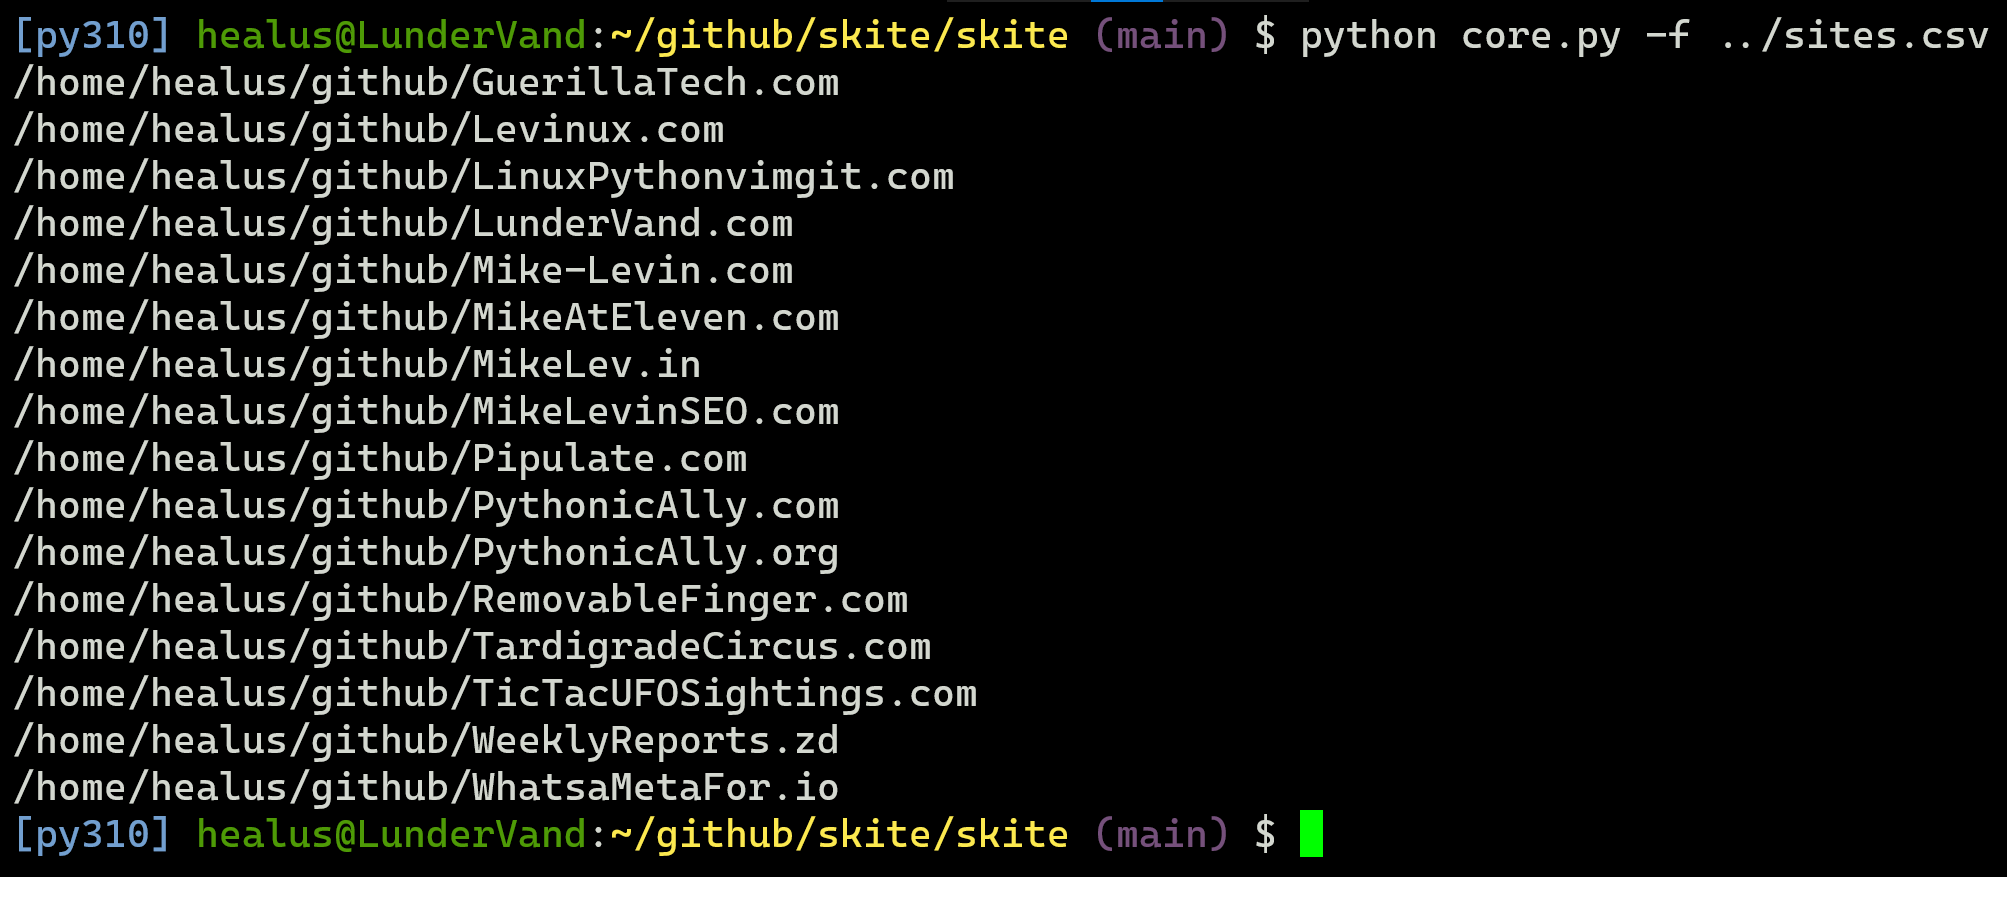 [py310] healus@LunderVand:~/github/skite/skite (main) $ python core.py -f ../sites.csv
/home/healus/github/GuerillaTech.com
/home/healus/github/Levinux.com
/home/healus/github/LinuxPythonvimgit.com
/home/healus/github/LunderVand.com
/home/healus/github/Mike-Levin.com
/home/healus/github/MikeAtEleven.com
/home/healus/github/MikeLev.in
/home/healus/github/MikeLevinSEO.com
/home/healus/github/Pipulate.com
/home/healus/github/PythonicAlly.com
/home/healus/github/PythonicAlly.org
/home/healus/github/RemovableFinger.com
/home/healus/github/TardigradeCircus.com
/home/healus/github/TicTacUFOSightings.com
/home/healus/github/WeeklyReports.zd
/home/healus/github/WhatsaMetaFor.io
[py310] healus@LunderVand:~/github/skite/skite (main) $